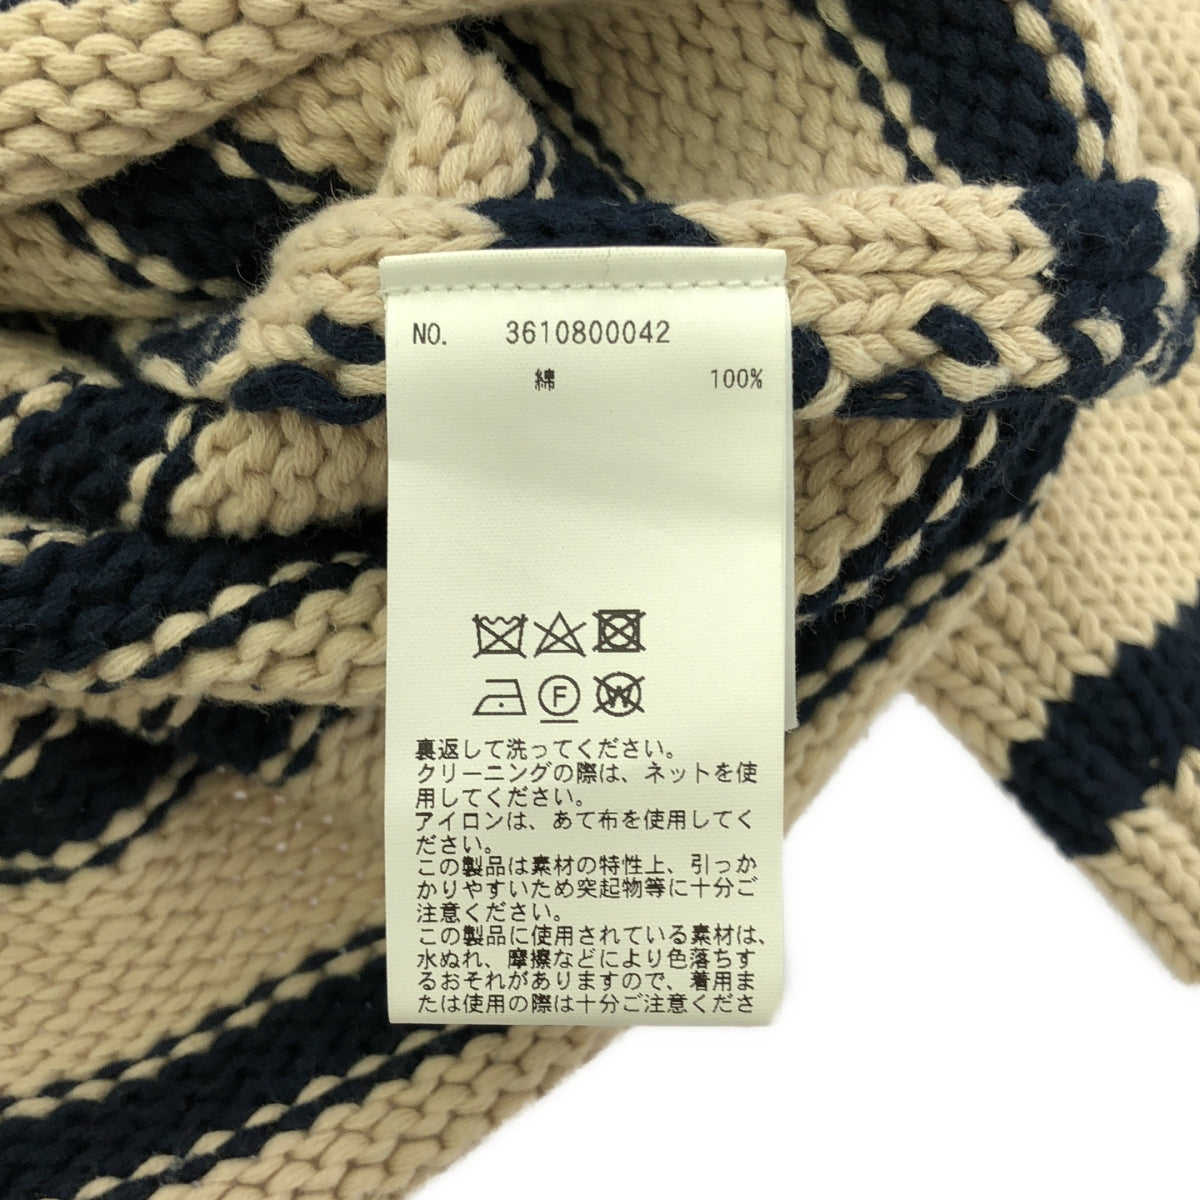 NO. 3610800042
綿 100%
F
W
裏返して洗ってください。
クリーニングの際は、ネットを使
用してください。
アイロンは、あて布を使用してく
ださい。
この製品は素材の特性上、引っか
かりやすいため突起物等に十分ご
注意ください。
この製品に使用されている素材は、
水ぬれ、摩擦などにより色落ちす
るおそれがありますので、着用ま
たは使用の際は十分ご注意くださ